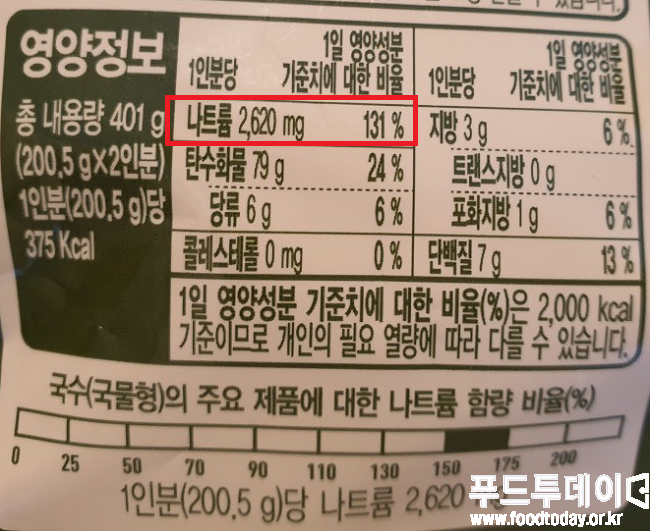 영양정보
총 내용량 401 g
(200.5 g×2인분)
1인분(200.5 g)당
375 Kcal
1인분당 1일 영양성분 기준치에 대한 비율
나트륨 2,620 mg 131 %
탄수화물 79 g 24 %
당류 6 g 6 %
콜레스테롤 0 mg 0 %
1인분당 1일 영양성분 기준치에 대한 비율
지방 3 g 6 %
트랜스지방 0 g
포화지방 1 g 6 %
단백질 7 g 13 %
1일 영양성분 기준치에 대한 비율(%)은 2,000 kcal
기준이므로 개인의 필요 열량에 따라 다를 수 있습니다.
국수(국물형)의 주요 제품에 대한 나트륨 함량 비율(%)
0 25 50 70 90 110 130 150 175 200
1인분(200.5 g)당 나트륨 2,620
푸드투데이
www.foodtoday.or.kr